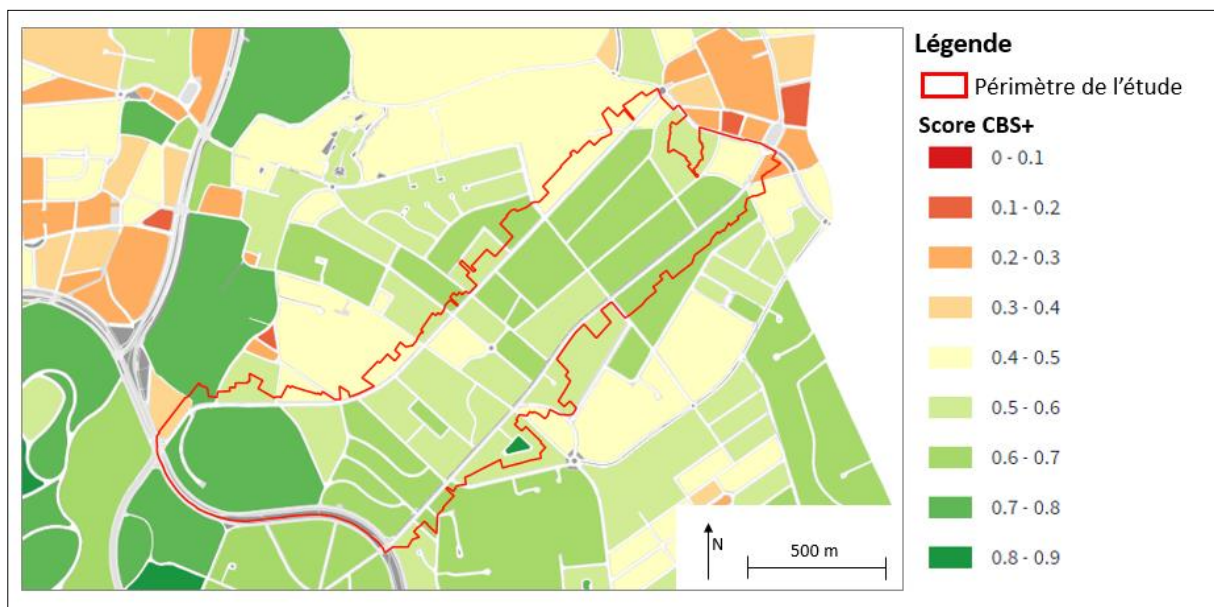 Légende
Périmètre de l'étude
Score CBS+
0 - 0.1
0.1 - 0.2
0.2 - 0.3
0.3 - 0.4
0.4 - 0.5
0.5 - 0.6
0.6 - 0.7
0.7 - 0.8
0.8 - 0.9
N
500 m